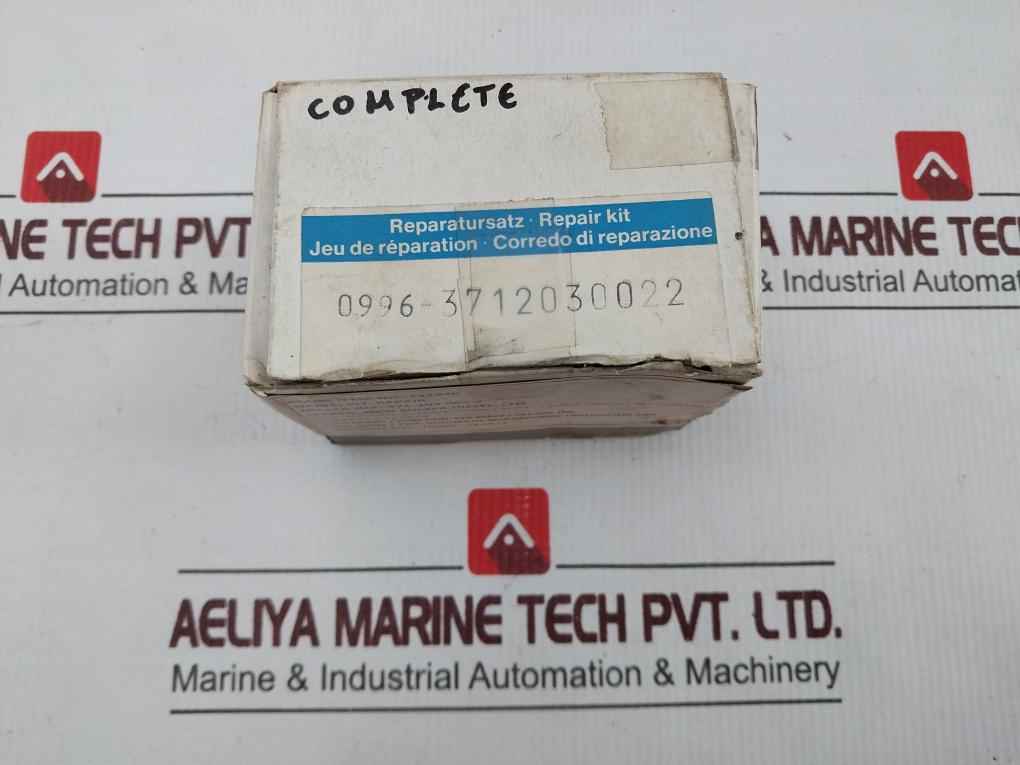 COMPLETE
Reparatursatz · Repair kit
Jeu de réparation · Corredo di reparazione
0996-3712030022
NE TECH PVT
l Automation & Ma
A MARINE TEC
& Industrial Automa
AELIYA MARINE TECH PVT. LTD.
Marine & Industrial Automation & Machinery